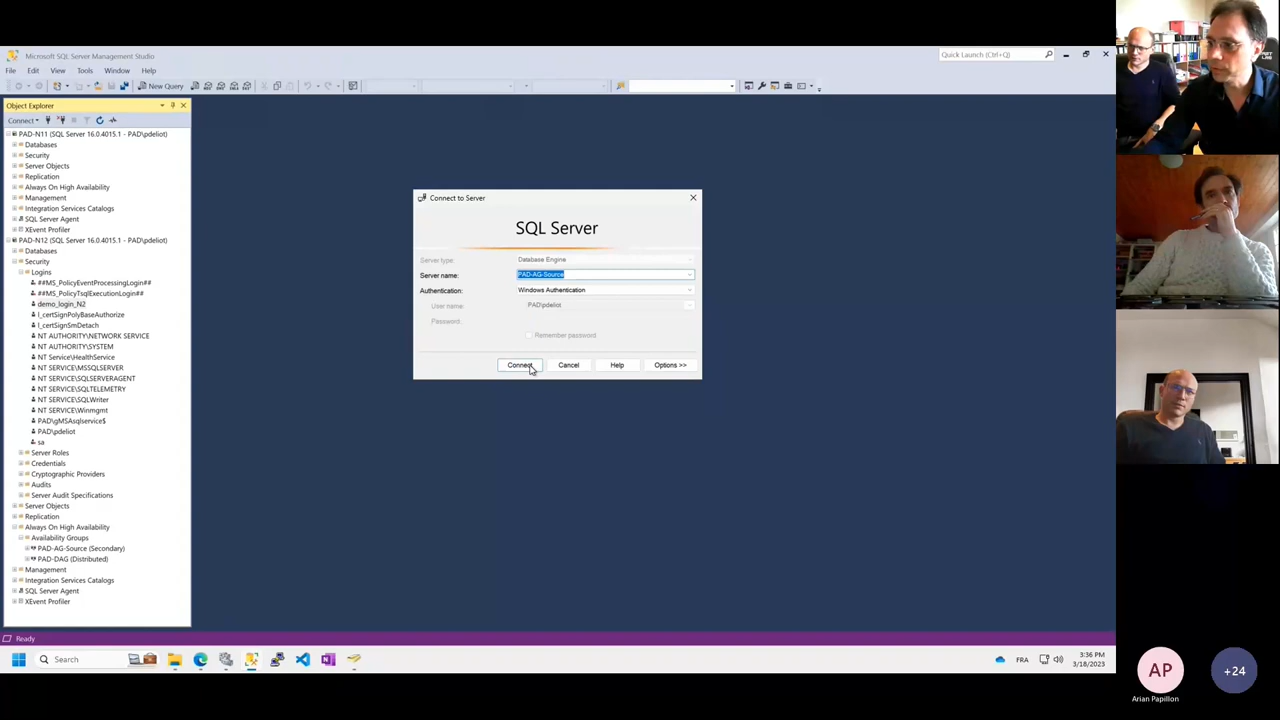 Microsoft SQL Server Management Studio
Quick Launch (Ctrl+Q)
File Edit View Tools Window Help
New Query
Object Explorer
Connect
PAD-N11 (SQL Server 16.0.4015.1 - PAD\pdeliot)
Databases
Security
Server Objects
Replication
Always On High Availability
Management
Integration Services Catalogs
SQL Server Agent
XEvent Profiler
PAD-N12 (SQL Server 16.0.4015.1 - PAD\pdeliot)
Databases
Security
Logins
##MS_PolicyEventProcessingLogin##
##MS_PolicyTsqlExecutionLogin##
demo_login_N2
l_certSignPolyBaseAuthorize
l_certSignSmDetach
NT AUTHORITY\NETWORK SERVICE
NT AUTHORITY\SYSTEM
NT Service\HealthService
NT SERVICE\MSSQLSERVER
NT SERVICE\SQLSERVERAGENT
NT SERVICE\SQLTELEMETRY
NT SERVICE\SQLWriter
NT SERVICE\Winmgmt
PAD\gMSAsqlservice$
PAD\pdeliot
sa
Server Roles
Credentials
Cryptographic Providers
Audits
Server Audit Specifications
Server Objects
Replication
Always On High Availability
Availability Groups
PAD-AG-Source (Secondary)
PAD-DAG (Distributed)
Management
Integration Services Catalogs
SQL Server Agent
XEvent Profiler
Connect to Server
SQL Server
Server type: Database Engine
Server name: PAD-AG-Source
Authentication: Windows Authentication
User name: PAD\pdeliot
Password:
Remember password
Connect Cancel Help Options >>
Ready
Search
FRA
3:36 PM
3/18/2023
AP
Arian Papillon
+24